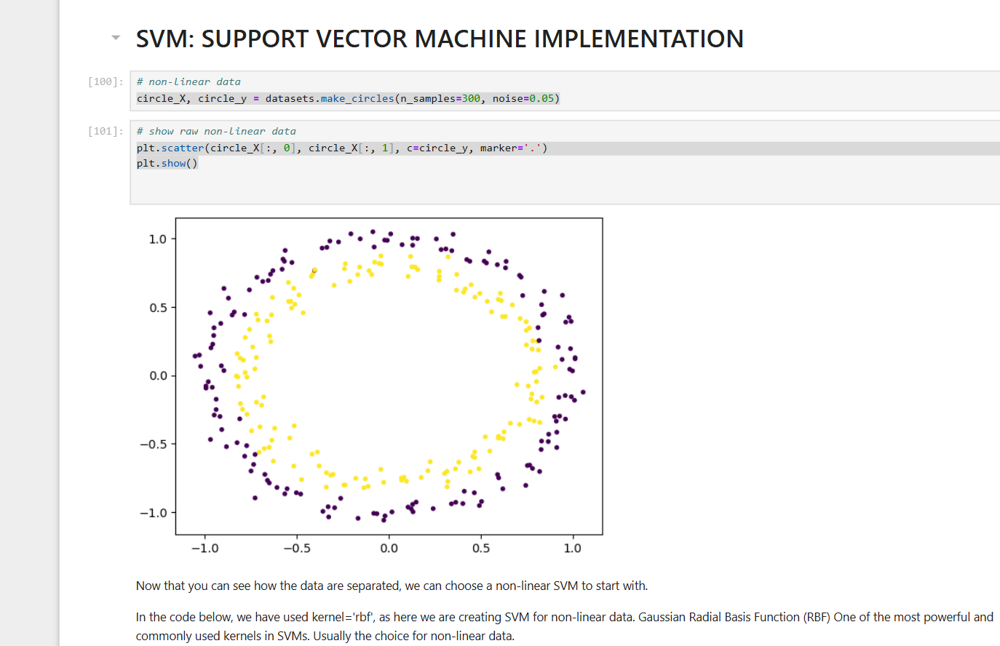 SVM: SUPPORT VECTOR MACHINE IMPLEMENTATION
[100]:
# non-linear data
circle_X, circle_y = datasets.make_circles(n_samples=300, noise=0.05)
[101]:
# show raw non-linear data
plt.scatter(circle_X[:, 0], circle_X[:, 1], c=circle_y, marker='.')
plt.show()
1.0
0.5
0.0
−0.5
−1.0
−1.0 −0.5 0.0 0.5 1.0
Now that you can see how the data are separated, we can choose a non-linear SVM to start with.
In the code below, we have used kernel='rbf', as here we are creating SVM for non-linear data. Gaussian Radial Basis Function (RBF) One of the most powerful and
commonly used kernels in SVMs. Usually the choice for non-linear data.